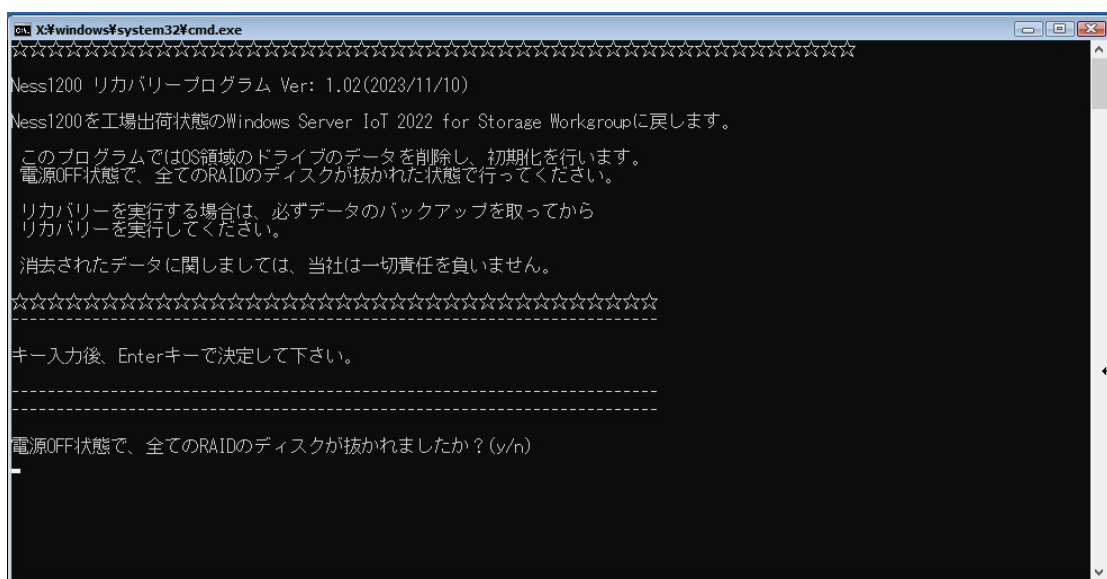 X:¥windows¥system32¥cmd.exe
☆☆☆☆☆☆☆☆☆☆☆☆☆☆☆☆☆☆☆☆☆☆☆☆☆☆☆☆☆☆☆☆☆☆☆☆☆☆☆☆☆☆☆☆☆☆☆
Ness1200 リカバリープログラム Ver: 1.02(2023/11/10)
Ness1200を工場出荷状態のWindows Server IoT 2022 for Storage Workgroupに戻します。
このプログラムではOS領域のドライブのデータを削除し、初期化を行います。
電源OFF状態で、全てのRAIDのディスクが抜かれた状態で行ってください。
リカバリーを実行する場合は、必ずデータのバックアップを取ってから
リカバリーを実行してください。
消去されたデータに関しましては、当社は一切責任を負いません。
☆☆☆☆☆☆☆☆☆☆☆☆☆☆☆☆☆☆☆☆☆☆☆☆☆☆☆☆☆☆☆☆☆☆☆☆
------------------------------------------------------------------------
キー入力後、Enterキーで決定して下さい。
------------------------------------------------------------------------
------------------------------------------------------------------------
電源OFF状態で、全てのRAIDのディスクが抜かれましたか？(y/n)